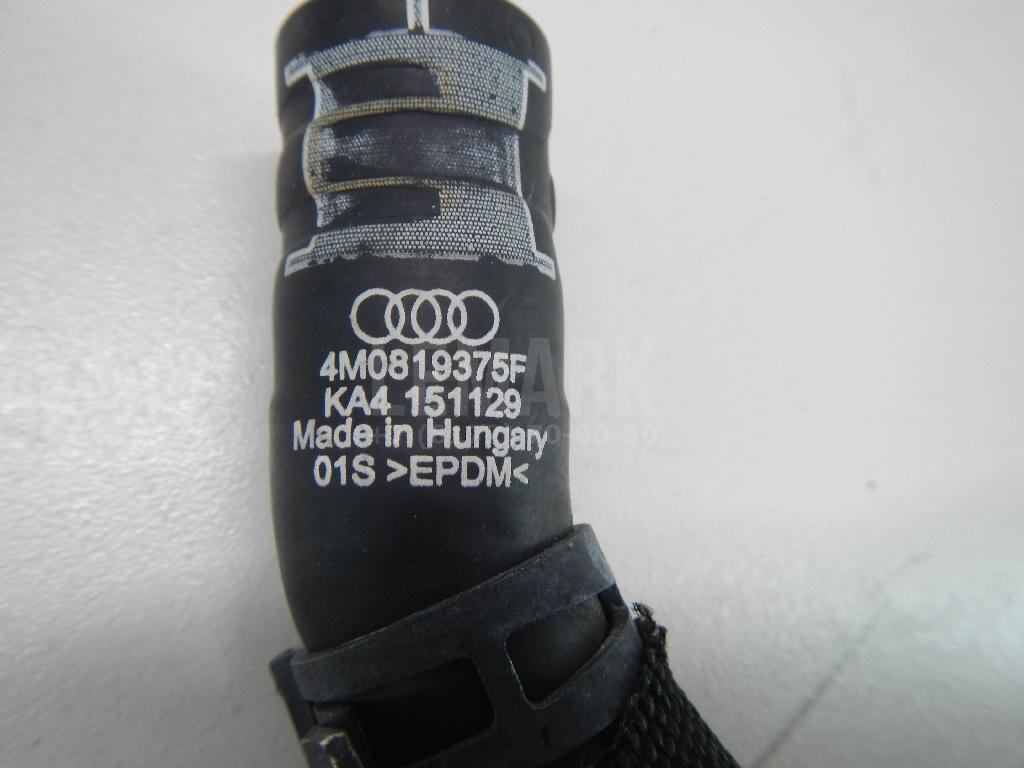 4M0819375F
KA4 151129
Made in Hungary
01S >EPDM<